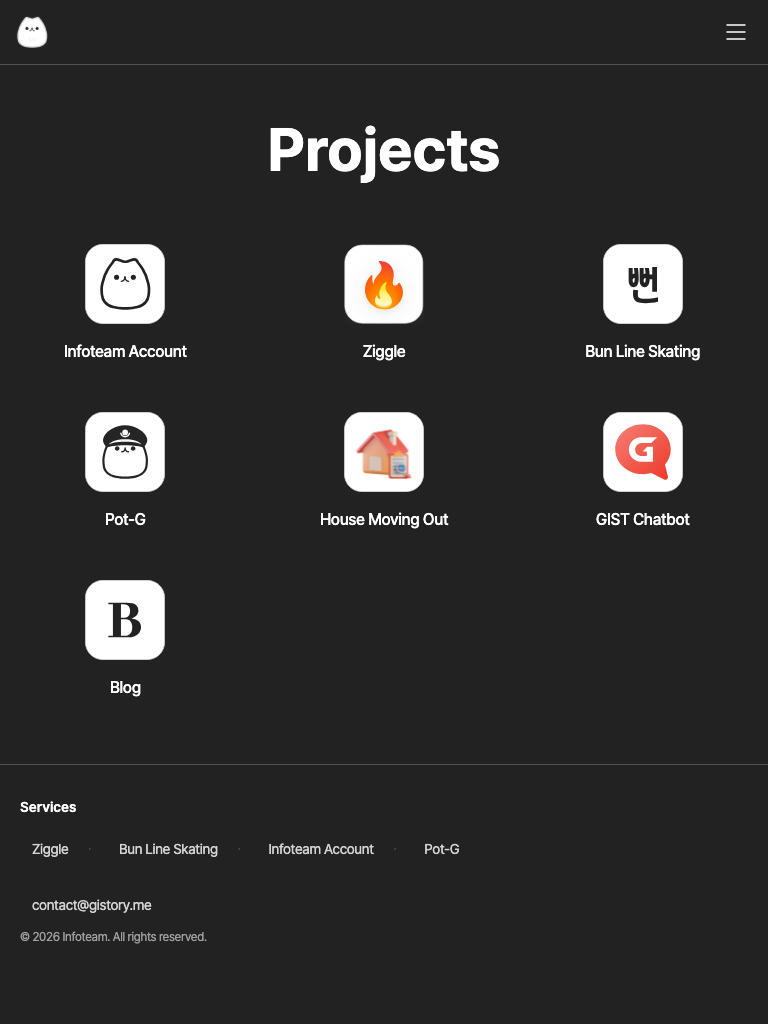 Projects
뻔
Infoteam Account
Ziggle
Bun Line Skating
G
Pot-G
House Moving Out
GIST Chatbot
B
Blog
Services
Ziggle · Bun Line Skating · Infoteam Account · Pot-G
contact@gistory.me
© 2026 Infoteam. All rights reserved.